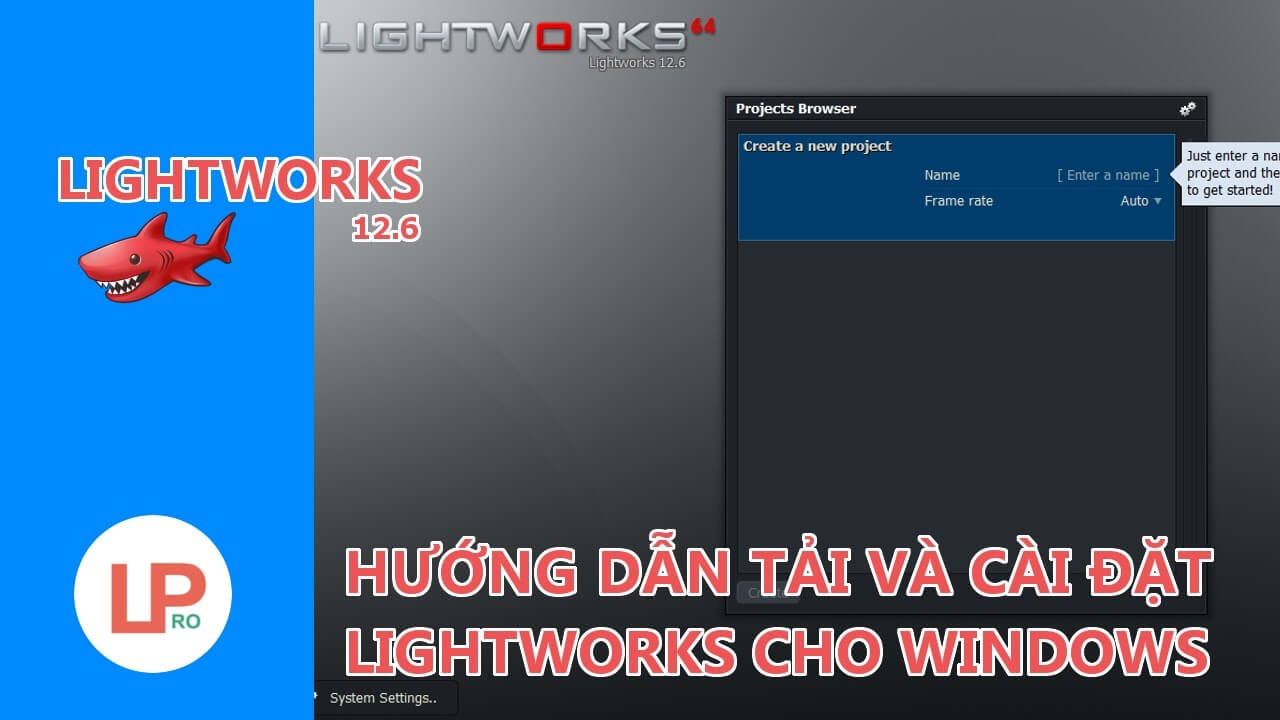 LIGHTWORKS 64
Lightworks 12.6
LIGHTWORKS
12.6
Projects Browser
Create a new project
Name [ Enter a name ]
Frame rate Auto
Just enter a
project and
to get started!
HƯỚNG DẪN TẢI VÀ CÀI ĐẶT
LIGHTWORKS CHO WINDOWS
LP
RO
System Settings..